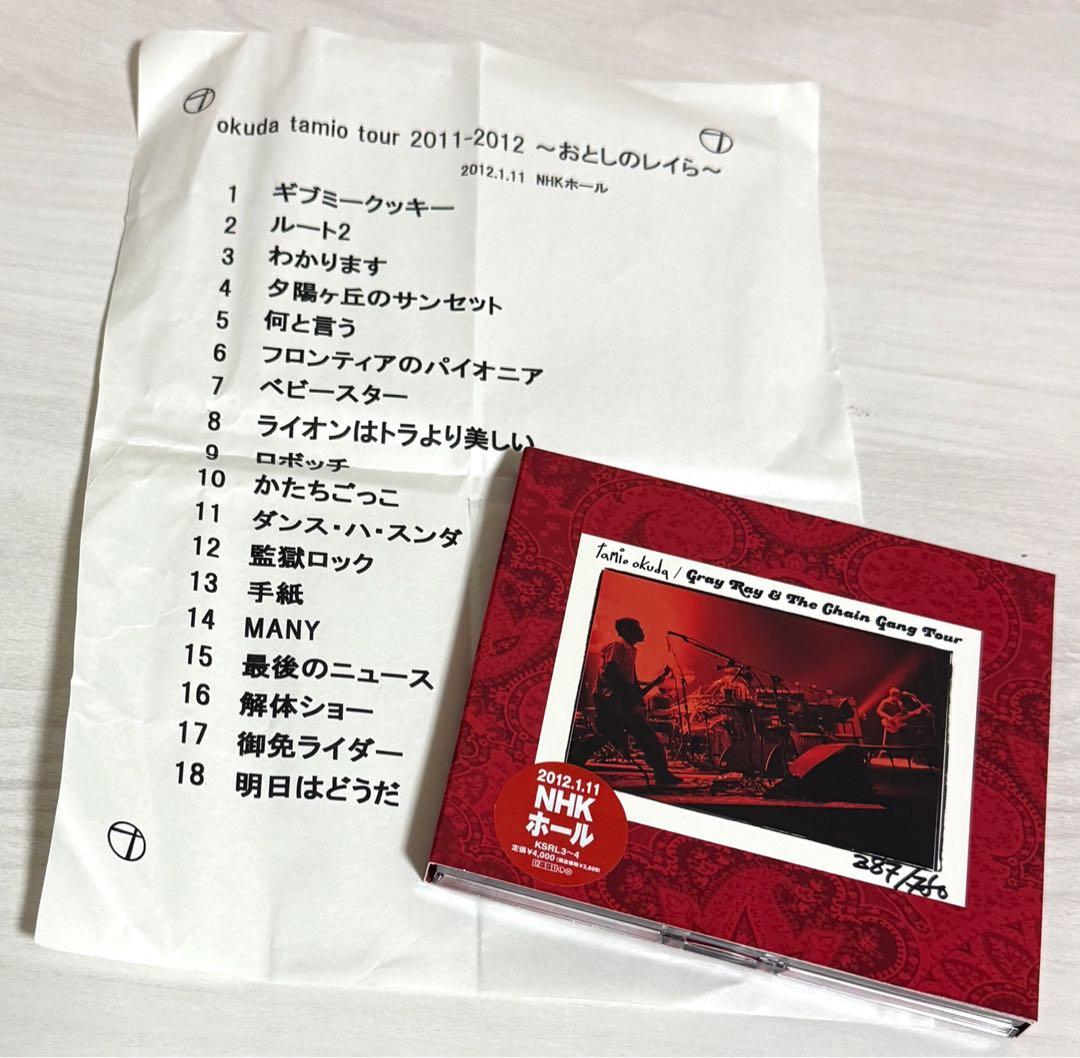 okuda tamio tour 2011-2012 ～おとしのレイら～
2012.1.11 NHKホール
1 ギブミークッキー
2 ルート2
3 わかります
4 夕陽ヶ丘のサンセット
5 何と言う
6 フロンティアのパイオニア
7 ベビースター
8 ライオンはトラより美しい
9 ロボッチ
10 かたちごっこ
11 ダンス・ハ・スンダ
12 監獄ロック
13 手紙
14 MANY
15 最後のニュース
16 解体ショー
17 御免ライダー
18 明日はどうだ
tamio okuda / Gray Ray & The Chain Gang Tour
2012.1.11
NHK
ホール
KSRL3～4
定価¥4,000
387/760